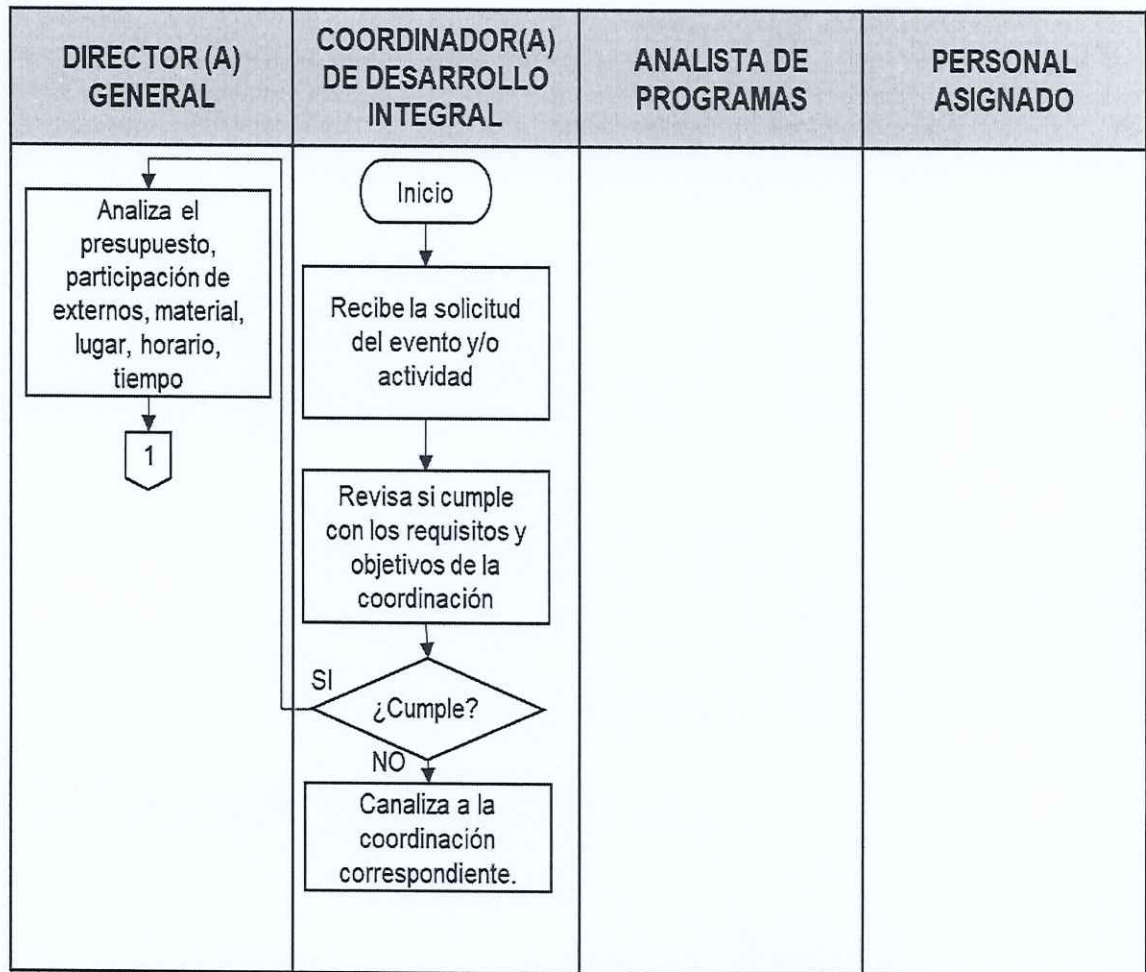 DIRECTOR (A)
GENERAL
COORDINADOR(A)
DE DESARROLLO
INTEGRAL
ANALISTA DE
PROGRAMAS
PERSONAL
ASIGNADO
Analiza el
presupuesto,
participación de
externos, material,
lugar, horario,
tiempo
1
Inicio
Recibe la solicitud
del evento y/o
actividad
Revisa si cumple
con los requisitos y
objetivos de la
coordinación
SI
¿Cumple?
NO
Canaliza a la
coordinación
correspondiente.